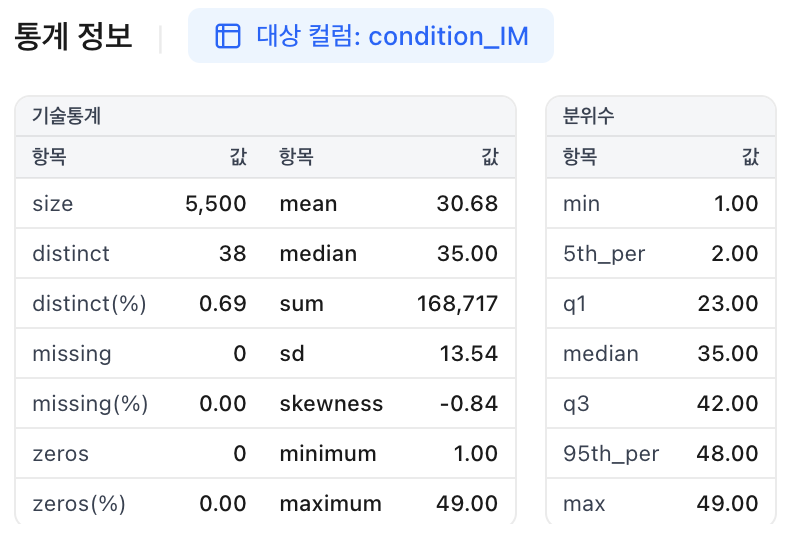 통계 정보 | 대상 컬럼: condition_IM
기술통계
항목 값 항목 값
size 5,500 mean 30.68
distinct 38 median 35.00
distinct(%) 0.69 sum 168,717
missing 0 sd 13.54
missing(%) 0.00 skewness -0.84
zeros 0 minimum 1.00
zeros(%) 0.00 maximum 49.00
분위수
항목 값
min 1.00
5th_per 2.00
q1 23.00
median 35.00
q3 42.00
95th_per 48.00
max 49.00